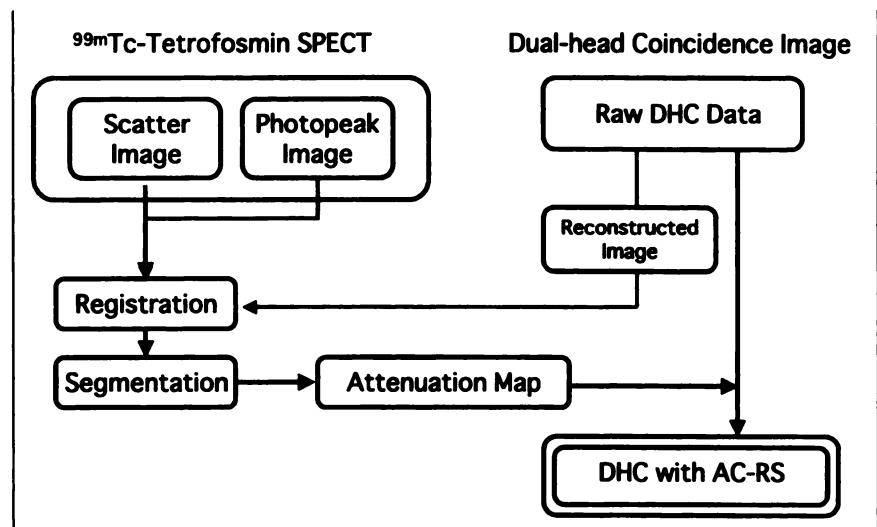 99mTc-Tetrofosmin SPECT
Dual-head Coincidence Image
Scatter
Image
Photopeak
Image
Raw DHC Data
Reconstructed
Image
Registration
Segmentation
Attenuation Map
DHC with AC-RS